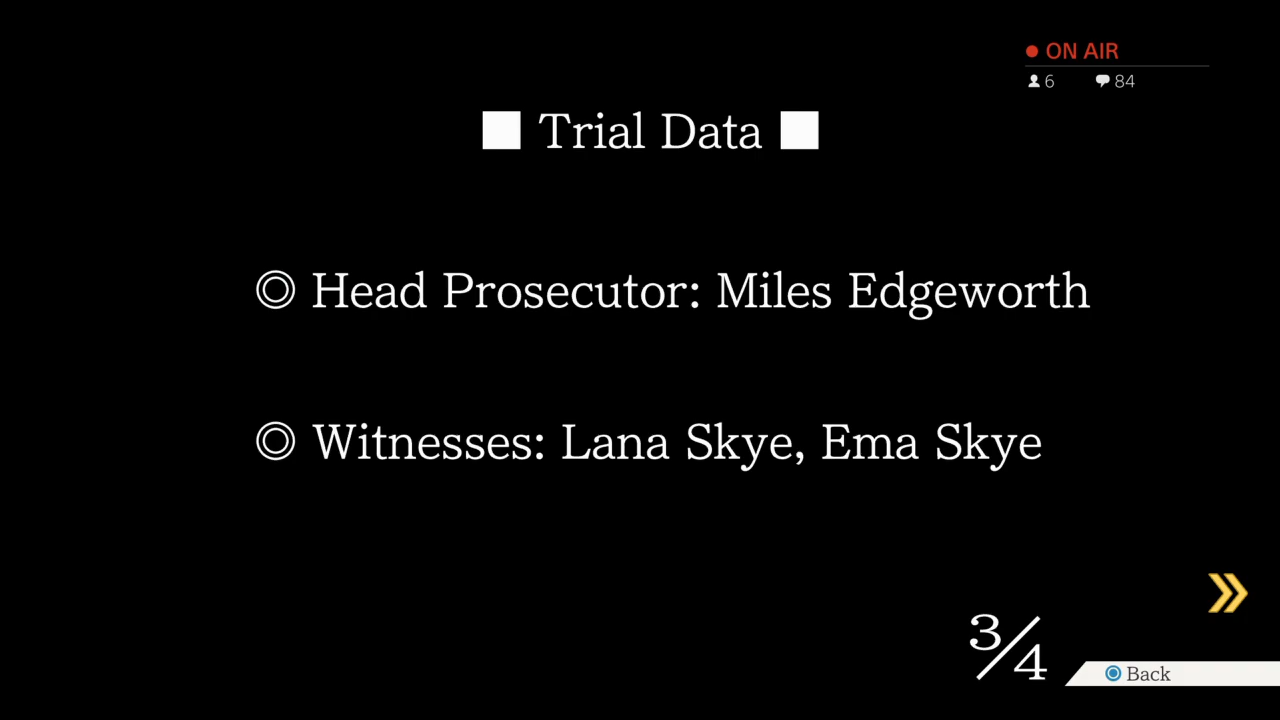 ON AIR
6 84
■ Trial Data ■
◎ Head Prosecutor: Miles Edgeworth
◎ Witnesses: Lana Skye, Ema Skye
3/4
Back